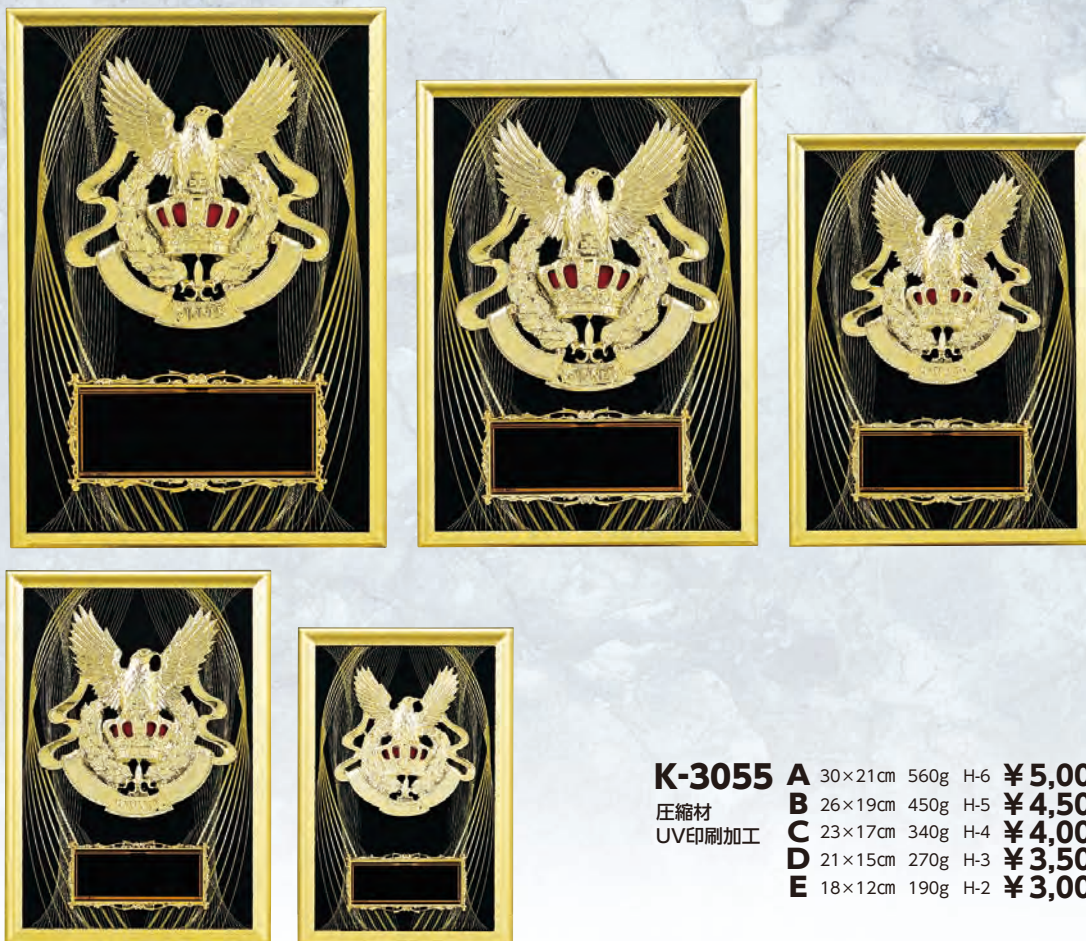 K-3055 A 30×21㎝ 560g H-6 ¥5,00
圧縮材 B 26×19㎝ 450g H-5 ¥4,50
UV印刷加工 C 23×17㎝ 340g H-4 ¥4,00
D 21×15㎝ 270g H-3 ¥3,50
E 18×12㎝ 190g H-2 ¥3,00